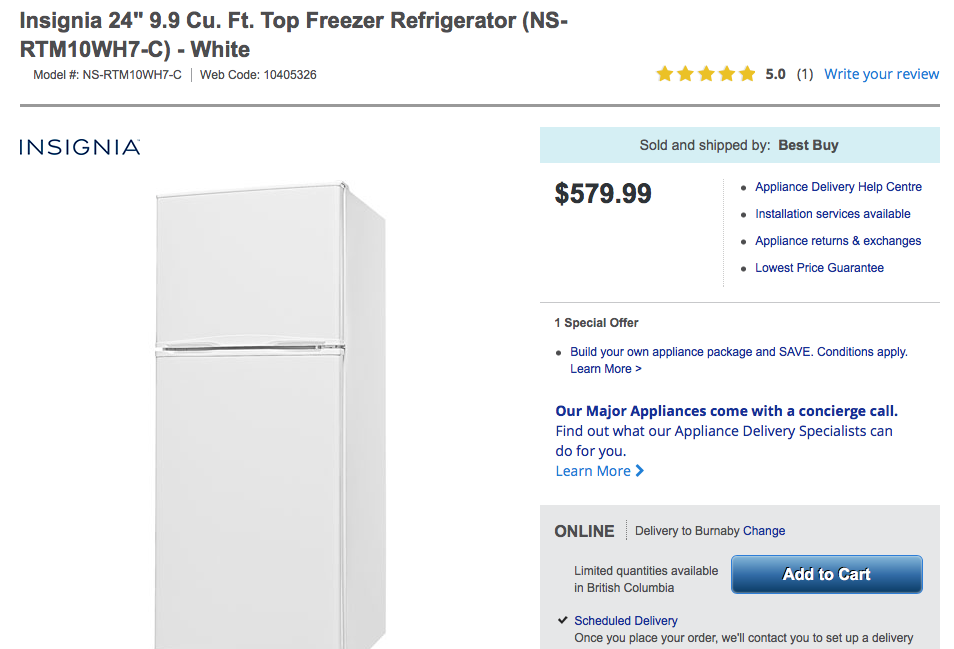 Insignia 24" 9.9 Cu. Ft. Top Freezer Refrigerator (NS-
RTM10WH7-C) - White
Model #: NS-RTM10WH7-C | Web Code: 10405326
5.0 (1) Write your review
INSIGNIA™
Sold and shipped by: Best Buy
$579.99
Appliance Delivery Help Centre
Installation services available
Appliance returns & exchanges
Lowest Price Guarantee
1 Special Offer
Build your own appliance package and SAVE. Conditions apply.
Learn More >
Our Major Appliances come with a concierge call.
Find out what our Appliance Delivery Specialists can
do for you.
Learn More
ONLINE
Delivery to Burnaby Change
Limited quantities available
in British Columbia
Add to Cart
Scheduled Delivery
Once you place your order, we'll contact you to set up a delivery